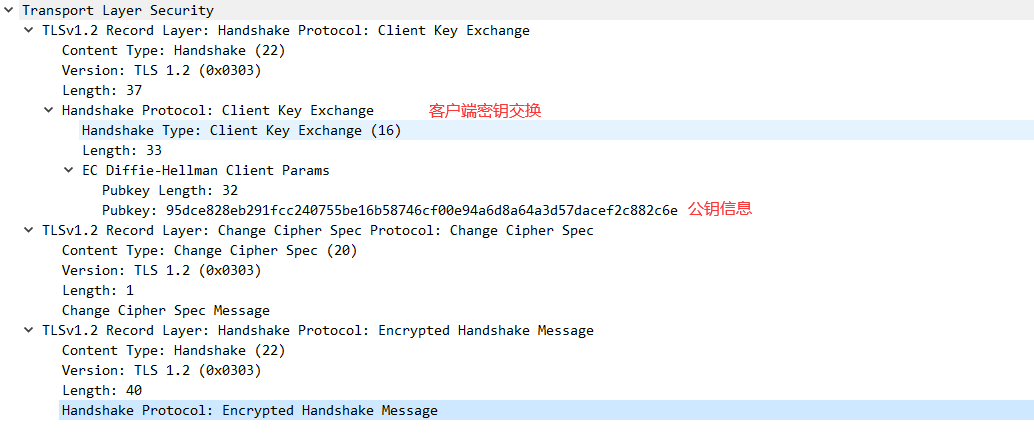 Transport Layer Security
TLSv1.2 Record Layer: Handshake Protocol: Client Key Exchange
Content Type: Handshake (22)
Version: TLS 1.2 (0x0303)
Length: 37
Handshake Protocol: Client Key Exchange 客户端密钥交换
Handshake Type: Client Key Exchange (16)
Length: 33
EC Diffie-Hellman Client Params
Pubkey Length: 32
Pubkey: 95dce828eb291fcc240755be16b58746cf00e94a6d8a64a3d57dacef2c882c6e 公钥信息
TLSv1.2 Record Layer: Change Cipher Spec Protocol: Change Cipher Spec
Content Type: Change Cipher Spec (20)
Version: TLS 1.2 (0x0303)
Length: 1
Change Cipher Spec Message
TLSv1.2 Record Layer: Handshake Protocol: Encrypted Handshake Message
Content Type: Handshake (22)
Version: TLS 1.2 (0x0303)
Length: 40
Handshake Protocol: Encrypted Handshake Message